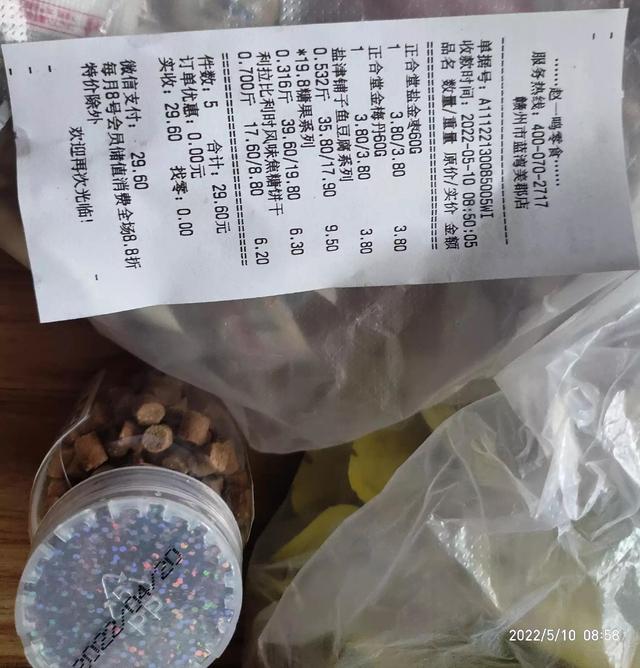 ......赵一鸣零食......
服务热线: 400-070-2717
赣州市蓝海美郡店
单据号: A1112213085005WI
收款时间: 2022-05-10 08:50:05
品名 数量/重量 原价/实价 金额
正合堂盐金枣60G
1 3.80/3.80 3.80
正合堂金梅丹60G
1 3.80/3.80 3.80
盐津铺子鱼豆腐系列
0.532斤 35.80/17.90 9.50
*19.8糖果系列
0.316斤 39.60/19.80 6.30
利拉比利时风味焦糖饼干
0.700斤 17.60/8.80 6.20
件数: 5 合计: 29.60元
订单优惠: 0.00元
实收: 29.60 找零: 0.00
微信支付: 29.60
每月8号会员储值消费全场8.8折
特价除外
欢迎再次光临!
2022/04/20
PP
2022/5/10 08:58